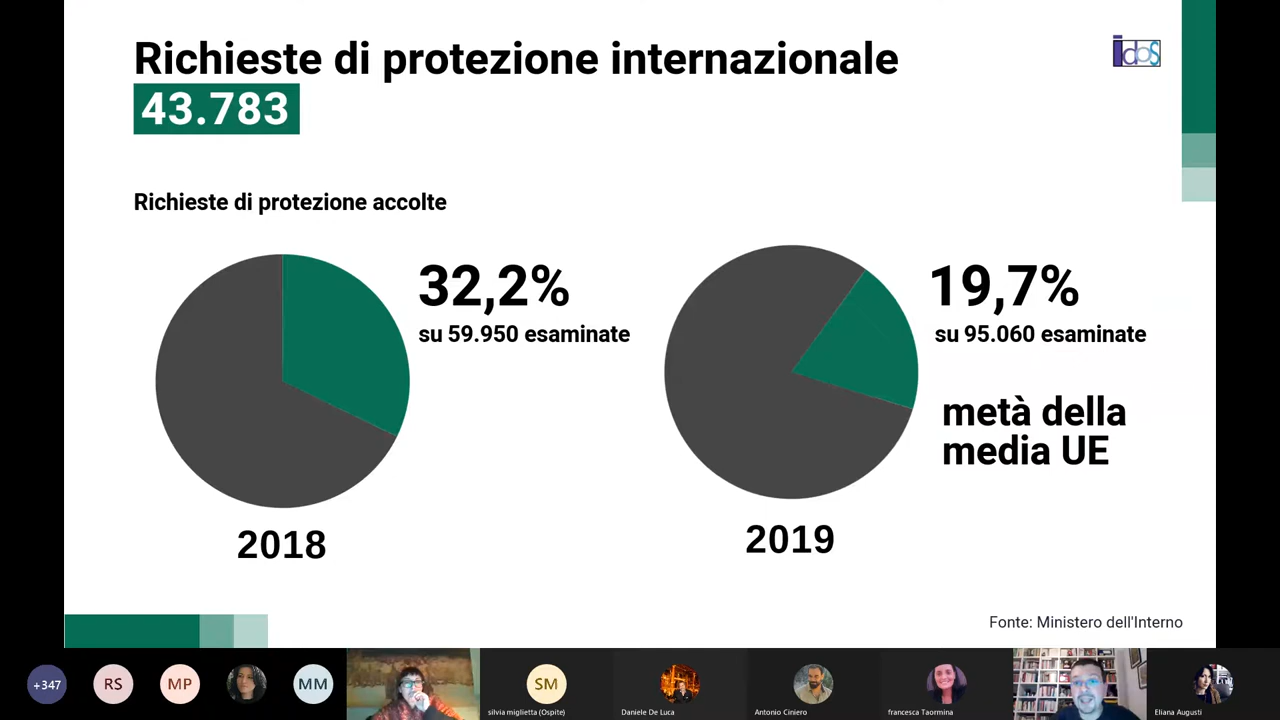 Richieste di protezione internazionale
43.783
idos
Richieste di protezione accolte
32,2%
su 59.950 esaminate
2018
19,7%
su 95.060 esaminate
metà della
media UE
2019
Fonte: Ministero dell'Interno
+347
RS
MP
MM
SM
silvia miglietta (Ospite)
Daniele De Luca
Antonio Ciniero
francesca Taormina
Eliana Augusti